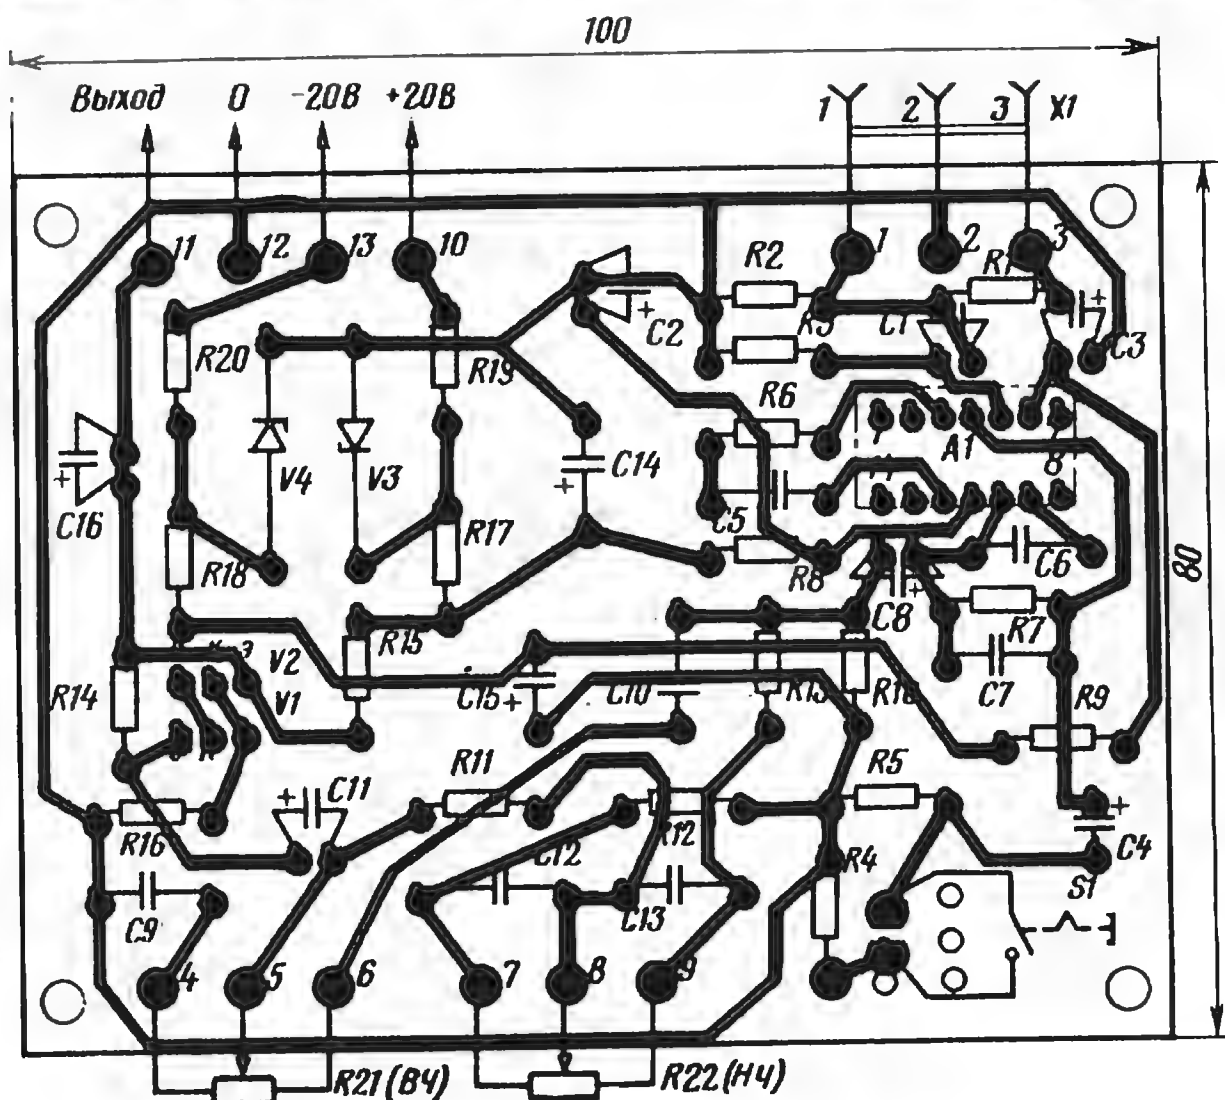 100
Выход 0 -20В +20В 1 2 3 X1
11 12 13 10 1 2 3
R2 R1
C2 C1 C3
R20 R19 R6
A1 8
V4 V3 C14
C16 C5
R18 R17 R8 C6
80
C8 R7
V2 R15
R14 V1 C15 C10 R13 R10 C7 R9
R11 R5
C11 R16 R12 C4
C12 R4 S1
C9 C13
4 5 6 7 8 9
R21 (ВЧ) R22 (НЧ)